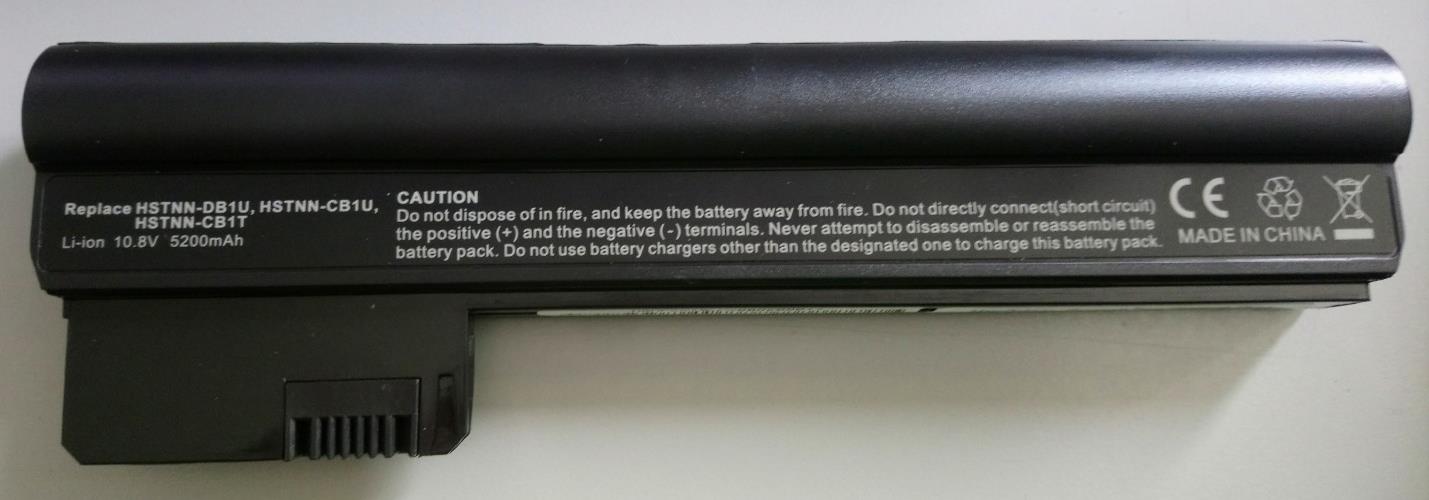 Replace HSTNN-DB1U, HSTNN-CB1U,
HSTNN-CB1T
Li-ion 10.8V 5200mAh
CAUTION
Do not dispose of in fire, and keep the battery away from fire. Do not directly connect(short circuit)
the positive (+) and the negative (-) terminals. Never attempt to disassemble or reassemble the
battery pack. Do not use battery chargers other than the designated one to charge this battery pack.
CE
MADE IN CHINA